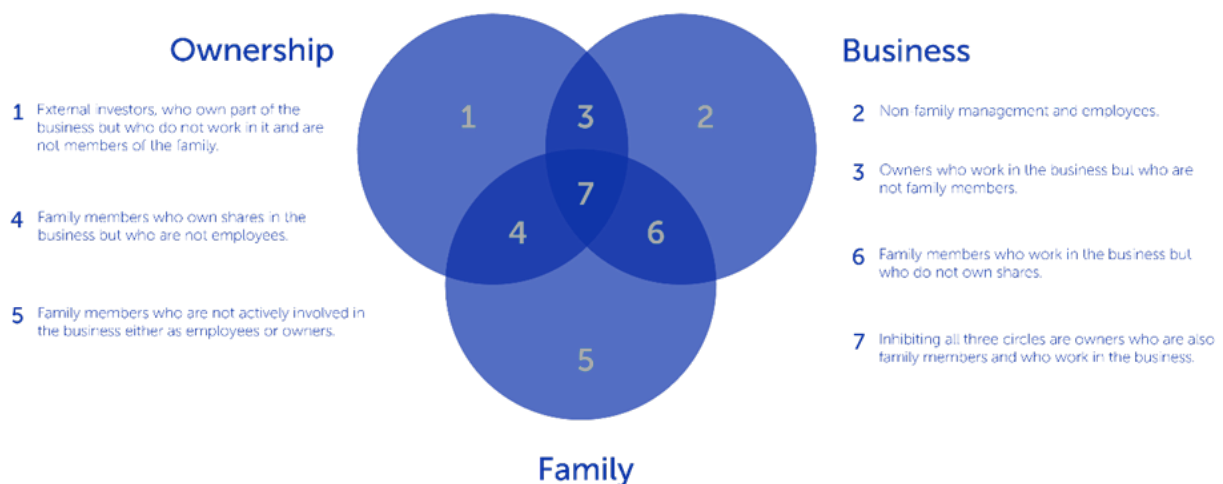 Ownership
1 External investors, who own part of the
business but who do not work in it and are
not members of the family.
4 Family members who own shares in the
business but who are not employees.
5 Family members who are not actively involved in
the business either as employees or owners.
1
3
2
7
4
6
5
Family
Business
2 Non-family management and employees.
3 Owners who work in the business but who are
not family members.
6 Family members who work in the business but
who do not own shares.
7 Inhibiting all three circles are owners who are also
family members and who work in the business.